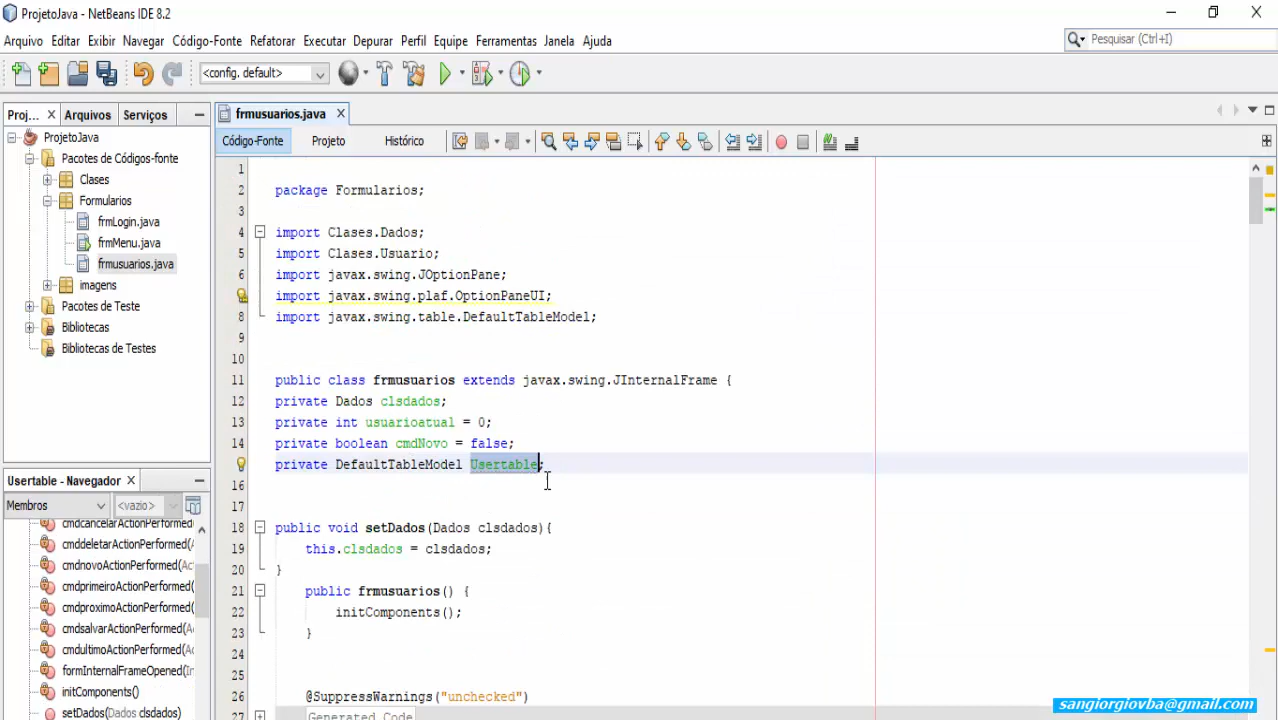 ProjetoJava - NetBeans IDE 8.2
Arquivo Editar Exibir Navegar Código-Fonte Refatorar Executar Depurar Perfil Equipe Ferramentas Janela Ajuda
Pesquisar (Ctrl+I)
<config. default>
Proj... Arquivos Serviços
frmusuarios.java
Código-Fonte Projeto Histórico
ProjetoJava
Pacotes de Códigos-fonte
Clases
Formularios
frmLogin.java
frmMenu.java
frmusuarios.java
imagens
Pacotes de Teste
Bibliotecas
Bibliotecas de Testes
Usertable - Navegador
Membros <vazio>
cmdcancelarActionPerformed(
cmddeletarActionPerformed(A
cmdnovoActionPerformed(Ac
cmdprimeiroActionPerformed(
cmdproximoActionPerformed(
cmdsalvarActionPerformed(A
cmdultimoActionPerformed(A
formInternalFrameOpened(In
initComponents()
setDados(Dados clsdados)
1
2 package Formularios;
3
4 import Clases.Dados;
5 import Clases.Usuario;
6 import javax.swing.JOptionPane;
import javax.swing.plaf.OptionPaneUI;
8 import javax.swing.table.DefaultTableModel;
9
10
11 public class frmusuarios extends javax.swing.JInternalFrame {
12 private Dados clsdados;
13 private int usuarioatual = 0;
14 private boolean cmdNovo = false;
private DefaultTableModel Usertable;
16
17
18 public void setDados(Dados clsdados){
19 this.clsdados = clsdados;
20 }
21 public frmusuarios() {
22 initComponents();
23 }
24
25
26 @SuppressWarnings("unchecked")
27 Generated Code
sangiorgiovba@gmail.com